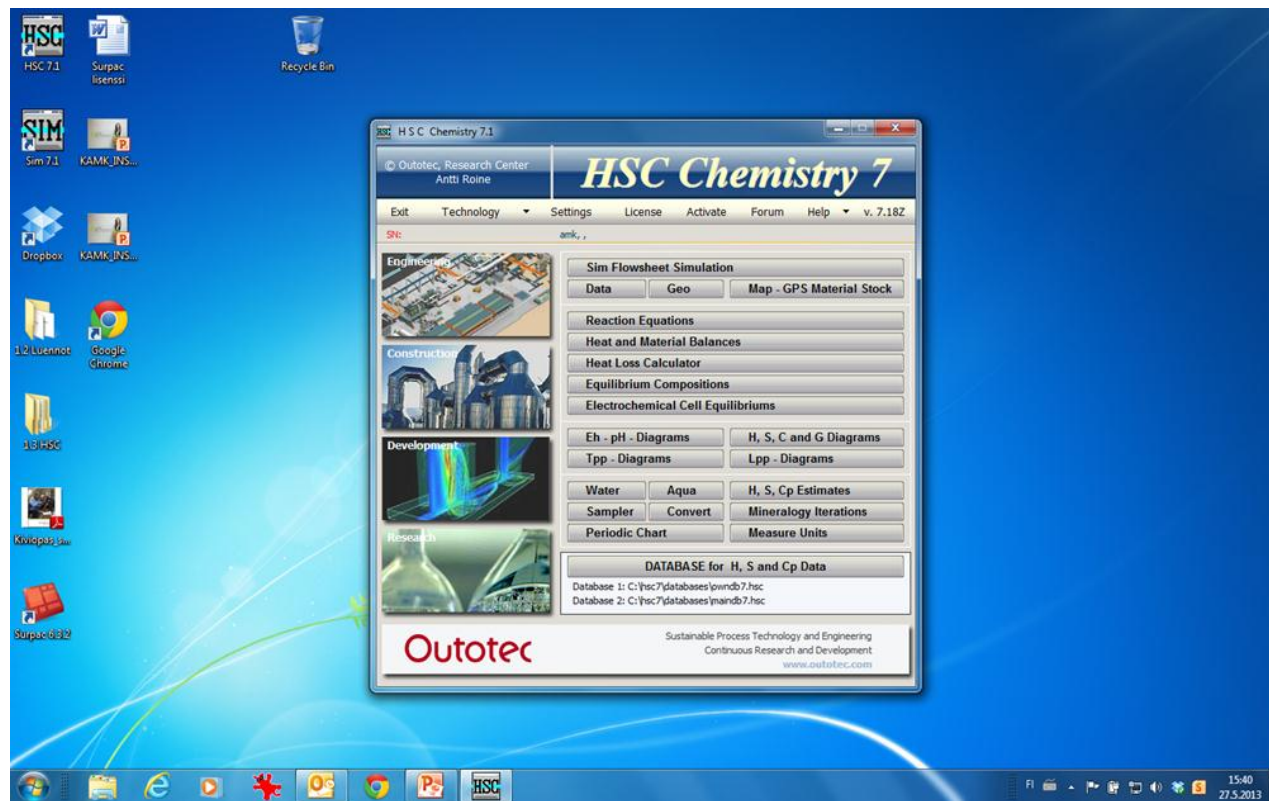 HSC 7.1
Surpac lisenssi
Recycle Bin
Sim 7.1
KAMK_INS...
Dropbox
KAMK_INS...
1.2 Luennot
Google Chrome
1.3 HSC
Kiviopas_s...
Surpac 6.3.2
HSC
SIM
H S C Chemistry 7.1
© Outotec, Research Center
Antti Roine
HSC Chemistry 7
Exit Technology Settings License Activate Forum Help v. 7.18Z
SN: amk, ,
Engineering
Construction
Development
Research
Sim Flowsheet Simulation
Data Geo Map - GPS Material Stock
Reaction Equations
Heat and Material Balances
Heat Loss Calculator
Equilibrium Compositions
Electrochemical Cell Equilibriums
Eh - pH - Diagrams H, S, C and G Diagrams
Tpp - Diagrams Lpp - Diagrams
Water Aqua H, S, Cp Estimates
Sampler Convert Mineralogy Iterations
Periodic Chart Measure Units
DATABASE for H, S and Cp Data
Database 1: C:\hsc7\databases\owndb7.hsc
Database 2: C:\hsc7\databases\maindb7.hsc
Outotec
Sustainable Process Technology and Engineering
Continuous Research and Development
www.outotec.com
HSC
FI
15:40
27.5.2013